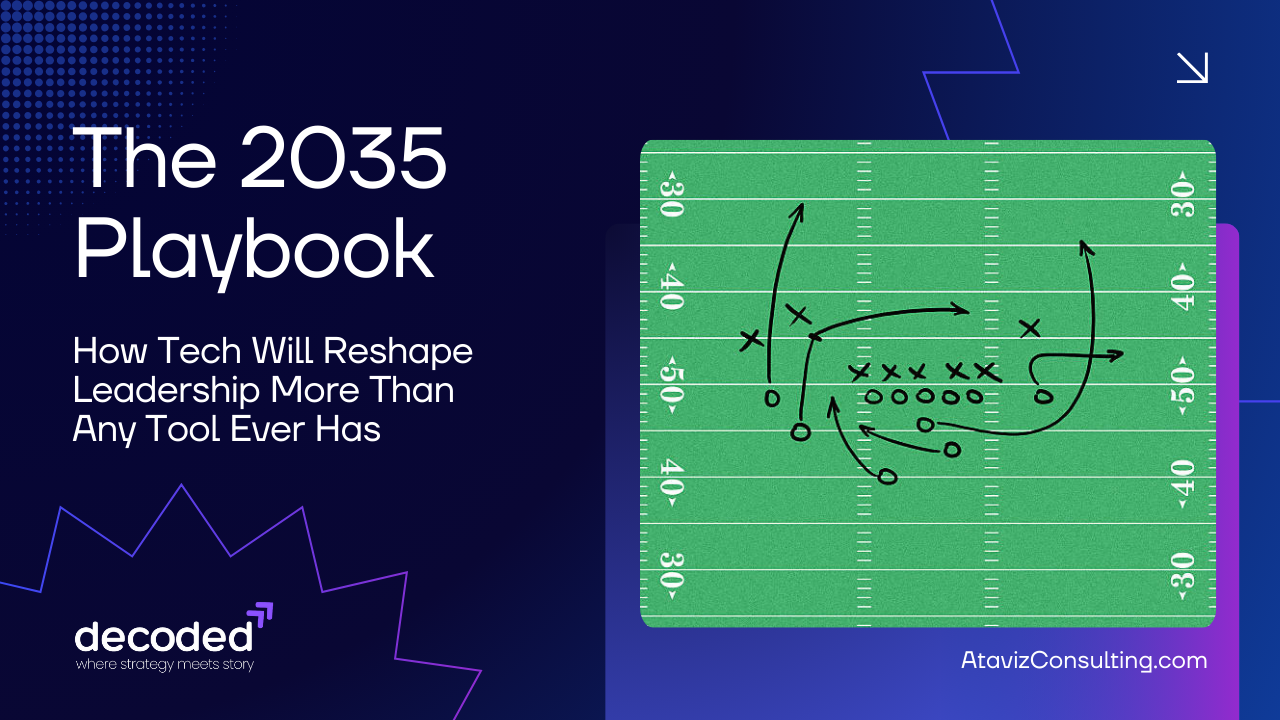 The 2035
Playbook
How Tech Will Reshape
Leadership More Than
Any Tool Ever Has
30 30
40 40
50 50
40 40
30 30
decoded
where strategy meets story
AtavizConsulting.com